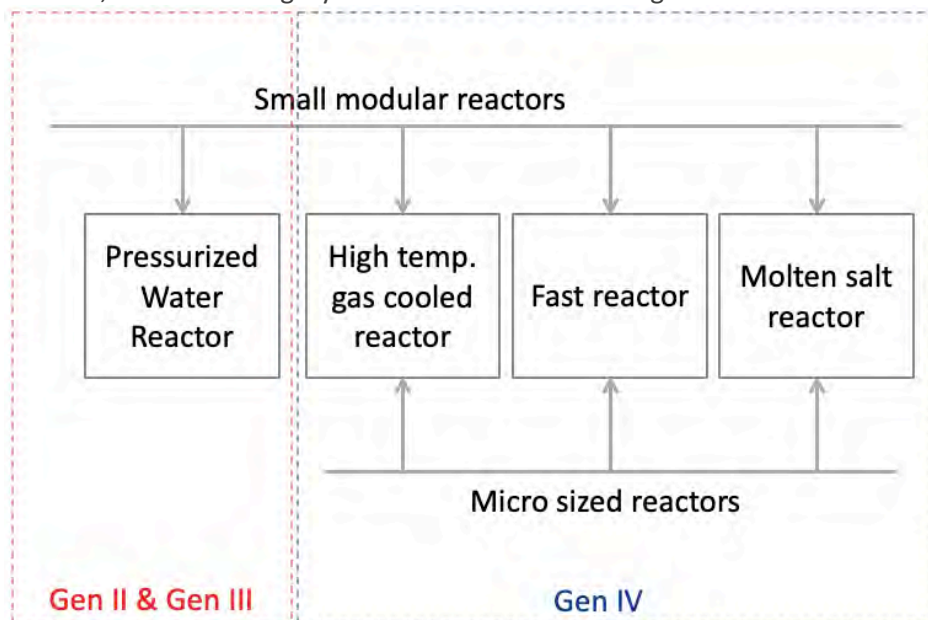 Small modular reactors
Pressurized
Water
Reactor
High temp.
gas cooled
reactor
Fast reactor
Molten salt
reactor
Micro sized reactors
Gen II & Gen III
Gen IV